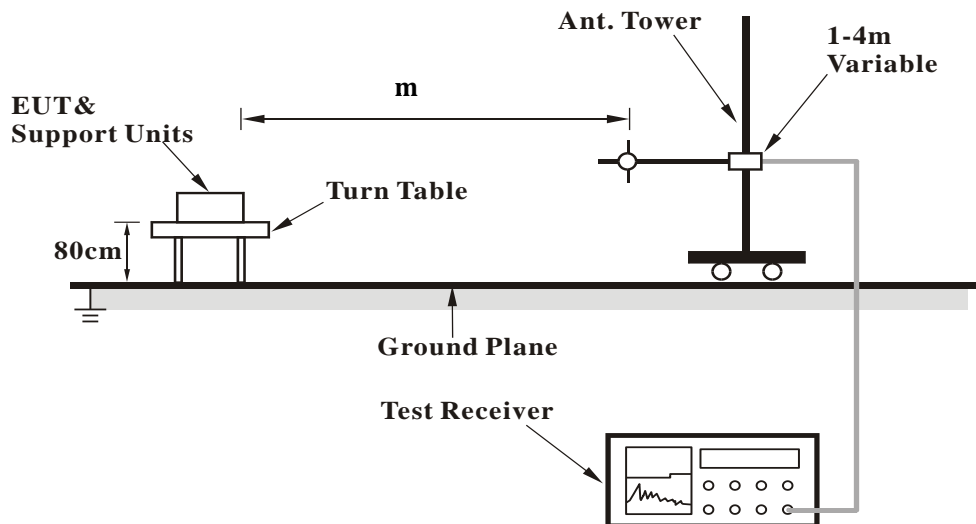 Ant. Tower
1-4m
Variable
m
EUT&
Support Units
Turn Table
80cm
Ground Plane
Test Receiver